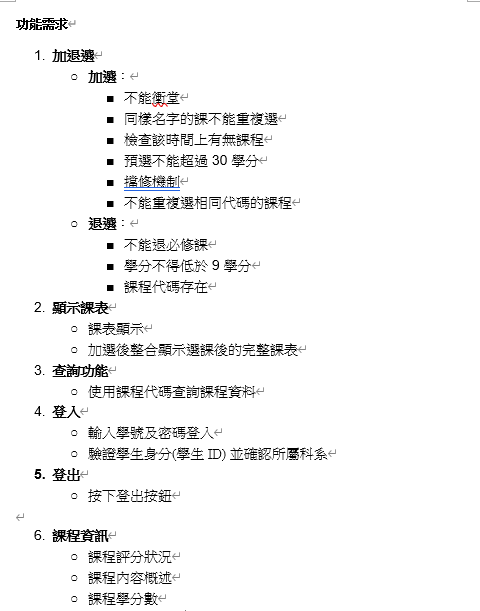 功能需求
1. 加退選
○ 加選：
■ 不能衝堂
■ 同樣名字的課不能重複選
■ 檢查該時間上有無課程
■ 預選不能超過 30 學分
■ 擋修機制
■ 不能重複選相同代碼的課程
○ 退選：
■ 不能退必修課
■ 學分不得低於 9 學分
■ 課程代碼存在
2. 顯示課表
○ 課表顯示
○ 加選後整合顯示選課後的完整課表
3. 查詢功能
○ 使用課程代碼查詢課程資料
4. 登入
○ 輸入學號及密碼登入
○ 驗證學生身分(學生 ID) 並確認所屬科系
5. 登出
○ 按下登出按鈕
6. 課程資訊
○ 課程評分狀況
○ 課程內容概述
○ 課程學分數